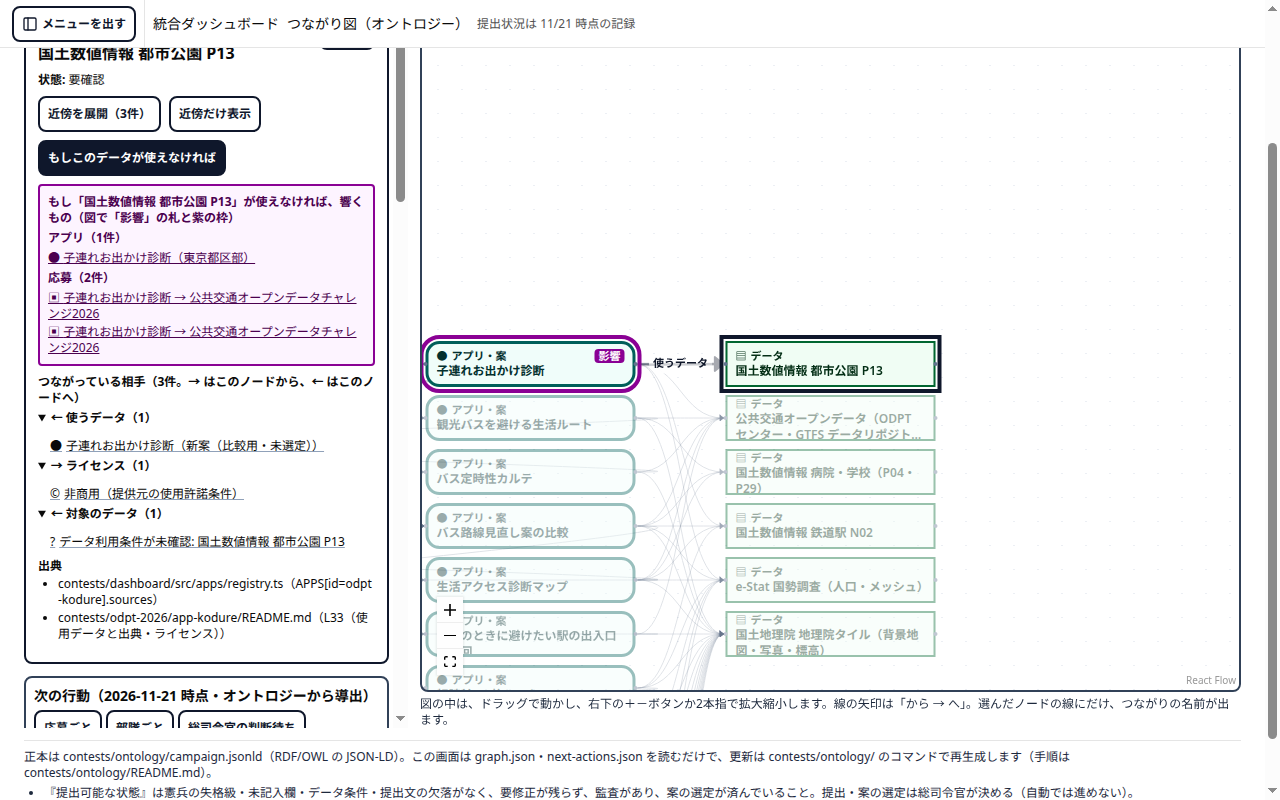 メニューを出す
統合ダッシュボード つながり図（オントロジー） 提出状況は 11/21 時点の記録
国土数値情報 都市公園 P13
状態: 要確認
近傍を展開（3件）
近傍だけ表示
もしこのデータが使えなければ
もし「国土数値情報 都市公園 P13」が使えなければ、響く
もの（図で「影響」の札と紫の枠）
アプリ（1件）
● 子連れお出かけ診断（東京都区部）
応募（2件）
▣ 子連れお出かけ診断 → 公共交通オープンデータチャレ
ンジ2026
▣ 子連れお出かけ診断 → 公共交通オープンデータチャレ
ンジ2026
つながっている相手（3件。→ はこのノードから、← はこのノ
ードへ）
▼ ← 使うデータ（1）
● 子連れお出かけ診断（新案（比較用・未選定））
▼ → ライセンス（1）
© 非商用（提供元の使用許諾条件）
▼ ← 対象のデータ（1）
? データ利用条件が未確認: 国土数値情報 都市公園 P13
出典
• contests/dashboard/src/apps/registry.ts（APPS[id=odpt
-kodure].sources）
• contests/odpt-2026/app-kodure/README.md（L33（使
用データと出典・ライセンス））
次の行動（2026-11-21 時点・オントロジーから導出）
応募ごと
部隊ごと
総司令官の判断待ち
● アプリ・案
影響
子連れお出かけ診断
使うデータ
▤ データ
国土数値情報 都市公園 P13
● アプリ・案
観光バスを避ける生活ルート
▤ データ
公共交通オープンデータ（ODPT
センター・GTFS データリポジト…
● アプリ・案
バス定時性カルテ
▤ データ
国土数値情報 病院・学校（P04・
P29）
● アプリ・案
バス路線見直し案の比較
▤ データ
国土数値情報 鉄道駅 N02
● アプリ・案
生活アクセス診断マップ
▤ データ
e-Stat 国勢調査（人口・メッシュ）
プリ・案
のときに避けたい駅の出入口
回
▤ データ
国土地理院 地理院タイル（背景地
図・写真・標高）
● アプリ・案
React Flow
図の中は、ドラッグで動かし、右下の＋－ボタンか2本指で拡大縮小します。線の矢印は「から → へ」。選んだノードの線にだけ、つながりの名前が出
ます。
正本は contests/ontology/campaign.jsonld（RDF/OWL の JSON-LD）。この画面は graph.json・next-actions.json を読むだけで、更新は contests/ontology/ のコマンドで再生成します（手順は
contests/ontology/README.md）。
• 『提出可能な状態』は憲兵の失格級・未記入欄・データ条件・提出文の欠落がなく、要修正が残らず、監査があり、案の選定が済んでいること。提出・案の選定は総司令官が決める（自動では進めない）。